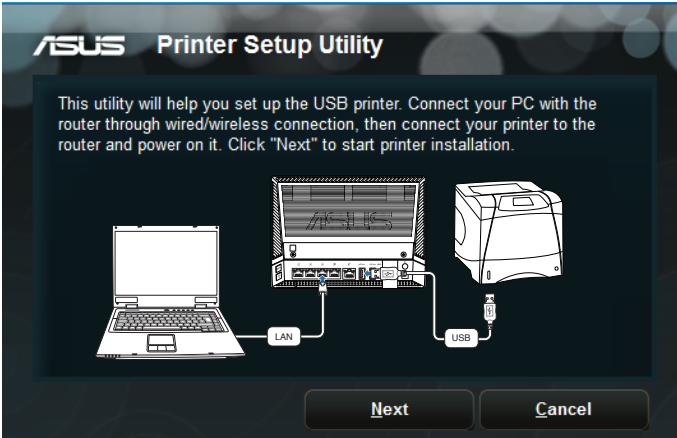 ASUS Printer Setup Utility
This utility will help you set up the USB printer. Connect your PC with the
router through wired/wireless connection, then connect your printer to the
router and power on it. Click "Next" to start printer installation.
ASUS
LAN
USB
Next
Cancel